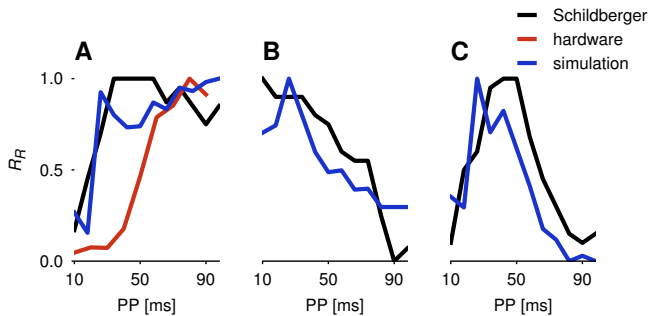 Schildberger
hardware
simulation
A
B
C
1.0
0.5
0.0
R_R
10 50 90
10 50 90
10 50 90
PP [ms]
PP [ms]
PP [ms]